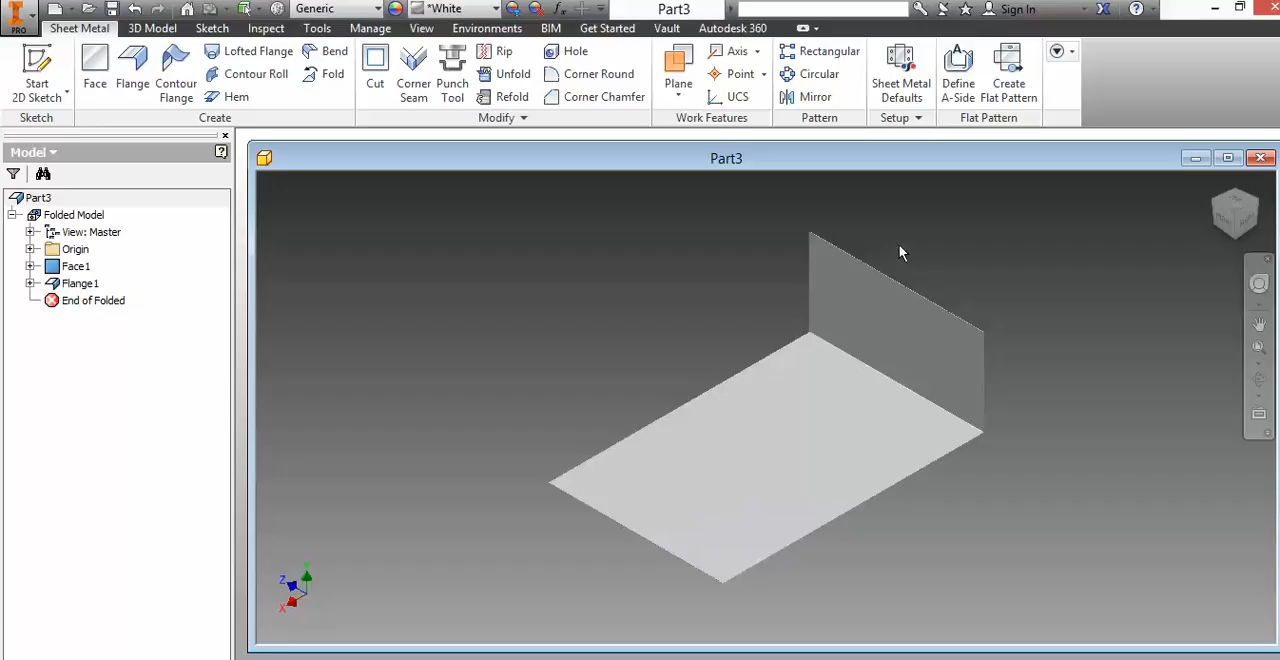 Generic
*White
Part3
Sign In
PRO
Sheet Metal 3D Model Sketch Inspect Tools Manage View Environments BIM Get Started Vault Autodesk 360
Start 2D Sketch
Sketch
Face
Flange
Contour Flange
Lofted Flange
Contour Roll
Hem
Bend
Fold
Create
Cut
Corner Seam
Punch Tool
Rip
Unfold
Refold
Hole
Corner Round
Corner Chamfer
Modify
Plane
Axis
Point
UCS
Work Features
Rectangular
Circular
Mirror
Pattern
Sheet Metal Defaults
Setup
Define A-Side
Create Flat Pattern
Flat Pattern
Model
Part3
Folded Model
View: Master
Origin
Face1
Flange1
End of Folded
Part3
Y
Z
X